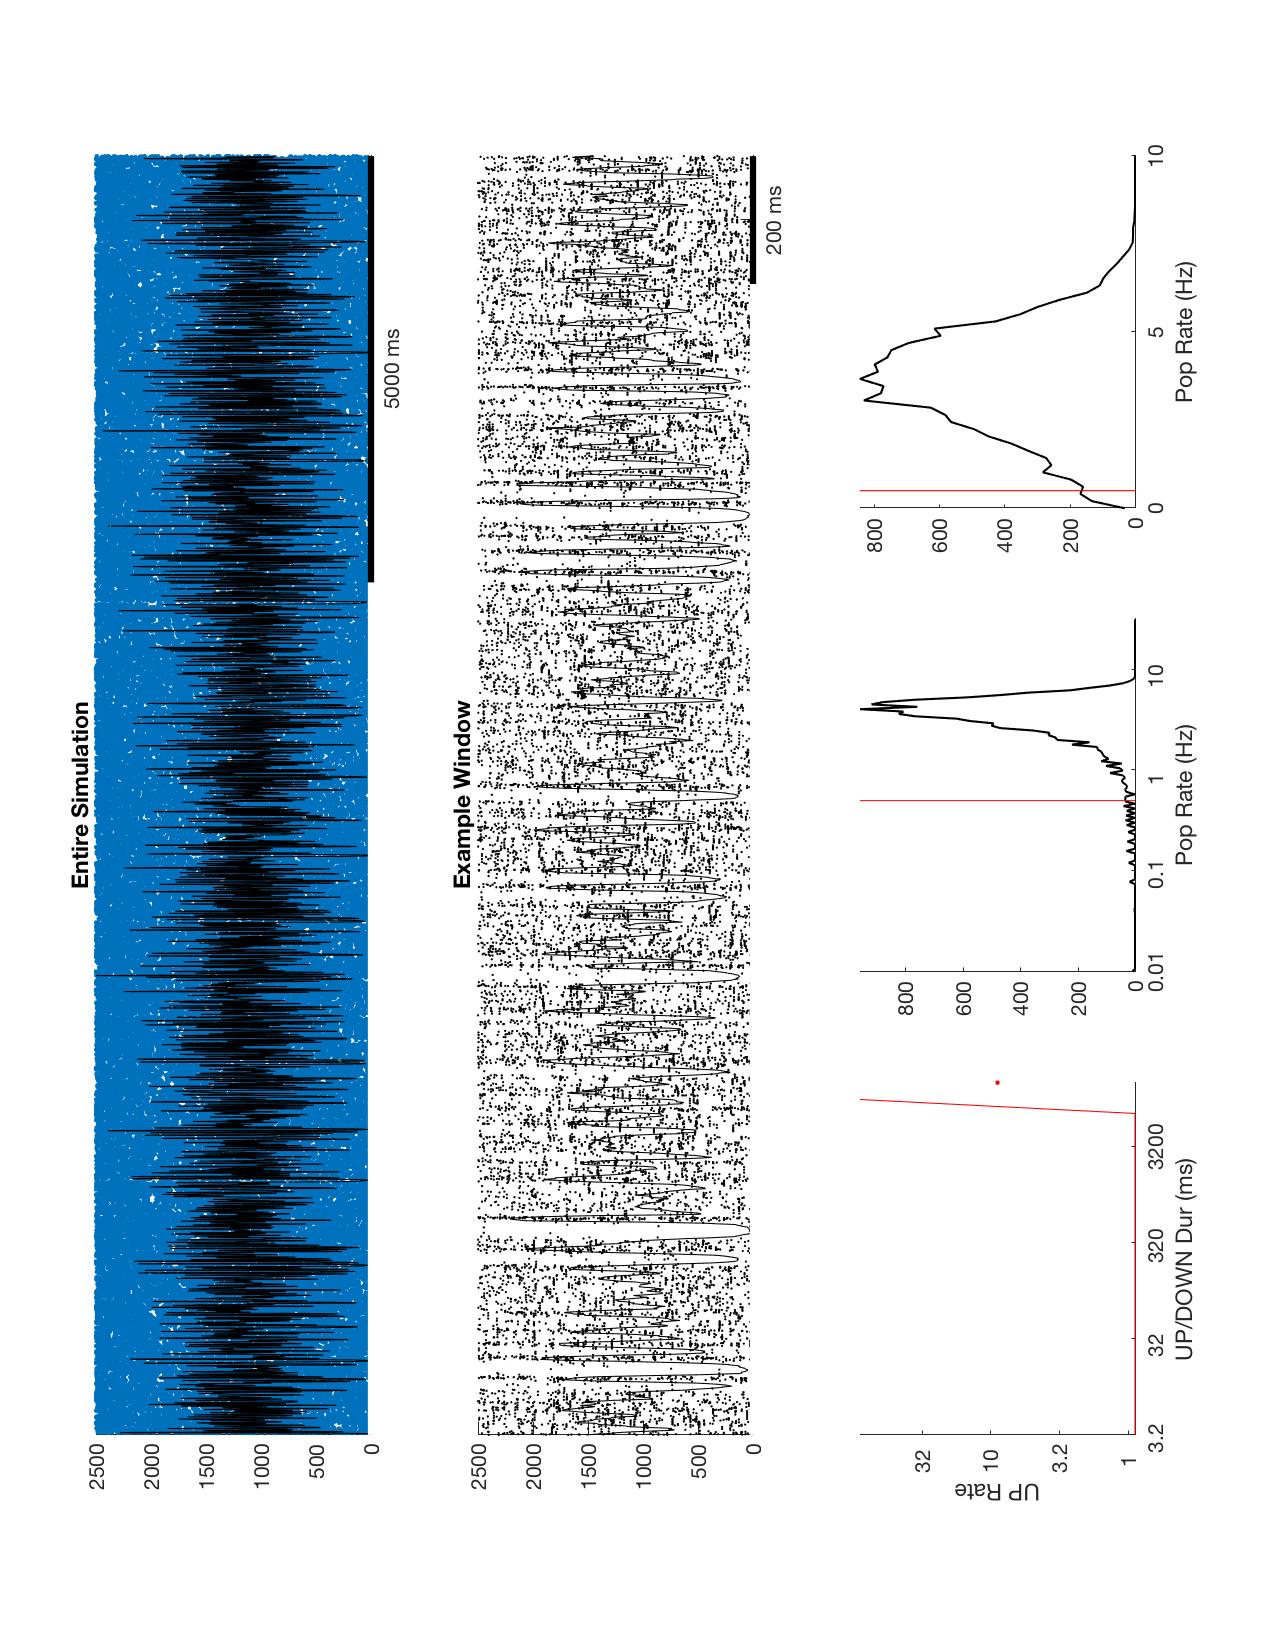 Entire Simulation
2500
2000
1500
1000
500
0
5000 ms
Example Window
2500
2000
1500
1000
500
0
200 ms
UP Rate
32
10
3.2
1
3.2 32 320 3200
UP/DOWN Dur (ms)
800
600
400
200
0
0.01 0.1 1 10
Pop Rate (Hz)
800
600
400
200
0
0 5 10
Pop Rate (Hz)